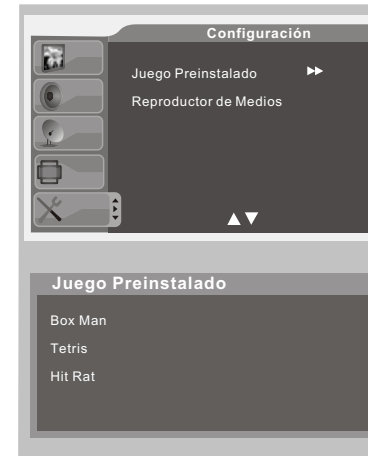 Configuración
Juego Preinstalado
Reproductor de Medios
Juego Preinstalado
Box Man
Tetris
Hit Rat